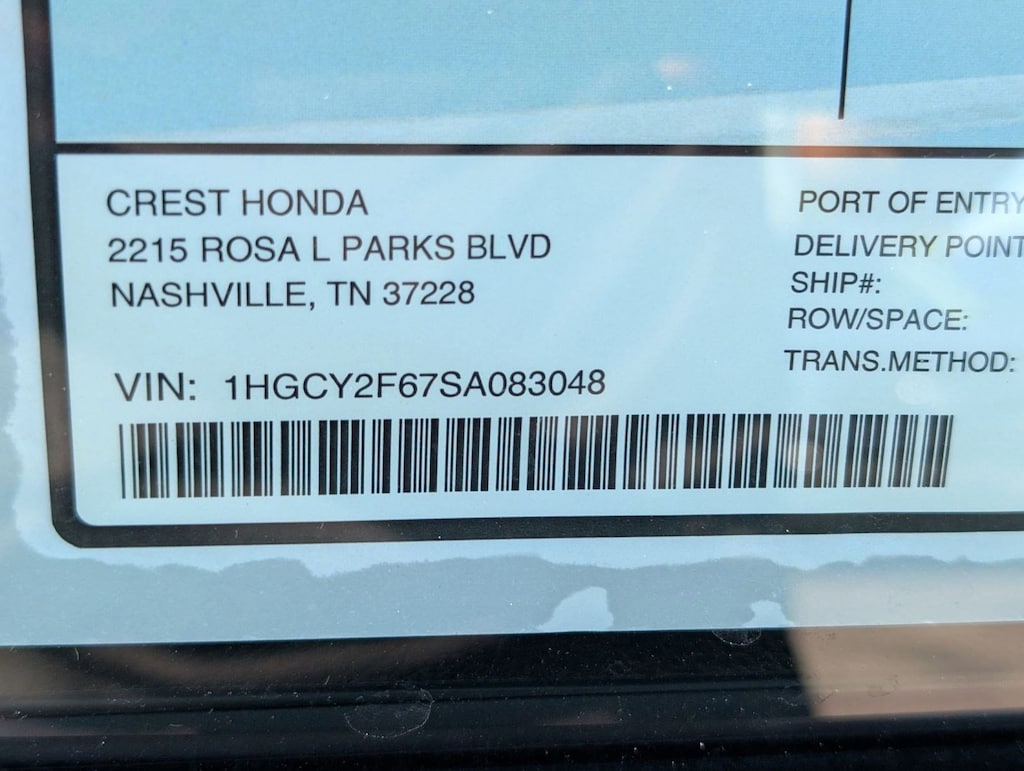 CREST HONDA
2215 ROSA L PARKS BLVD
NASHVILLE, TN 37228
VIN: 1HGCY2F67SA083048
PORT OF ENTRY
DELIVERY POINT
SHIP#:
ROW/SPACE:
TRANS.METHOD: